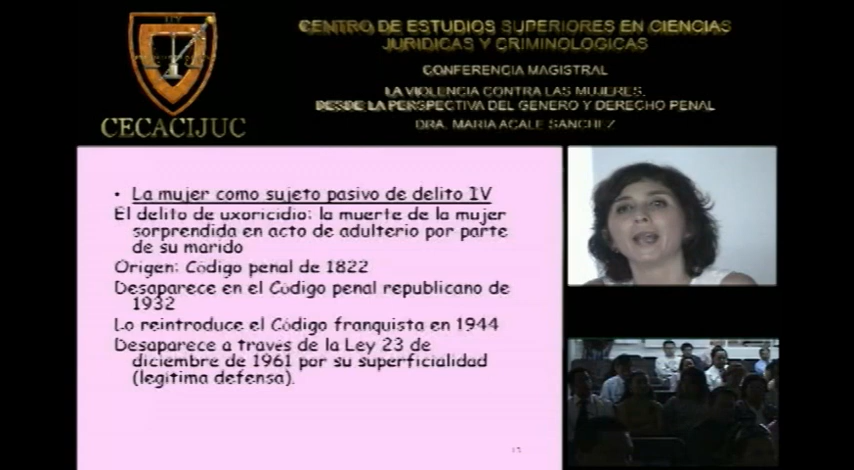 CENTRO DE ESTUDIOS SUPERIORES EN CIENCIAS
JURIDICAS Y CRIMINOLOGICAS
CONFERENCIA MAGISTRAL
LA VIOLENCIA CONTRA LAS MUJERES.
DESDE LA PERSPECTIVA DEL GENERO Y DERECHO PENAL
DRA. MARIA ACALE SANCHEZ
CECACIJUC
• La mujer como sujeto pasivo de delito IV
El delito de uxoricidio: la muerte de la mujer
sorprendida en acto de adulterio por parte
de su marido
Origen: Código penal de 1822
Desaparece en el Código penal republicano de
1932
Lo reintroduce el Código franquista en 1944
Desaparece a través de la Ley 23 de
diciembre de 1961 por su superficialidad
(legítima defensa).